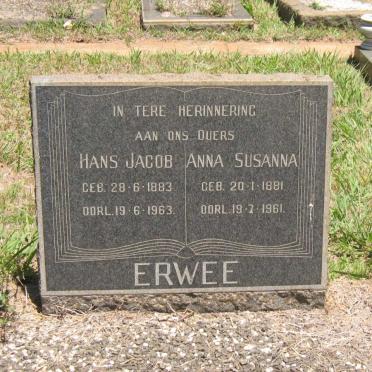 IN TERE HERINNERING
AAN ONS OUERS
HANS JACOB ANNA SUSANNA
GEB. 28-6-1883 GEB. 20-1-1881
OORL. 19-6-1963. OORL. 19-7-1961.
ERWEE